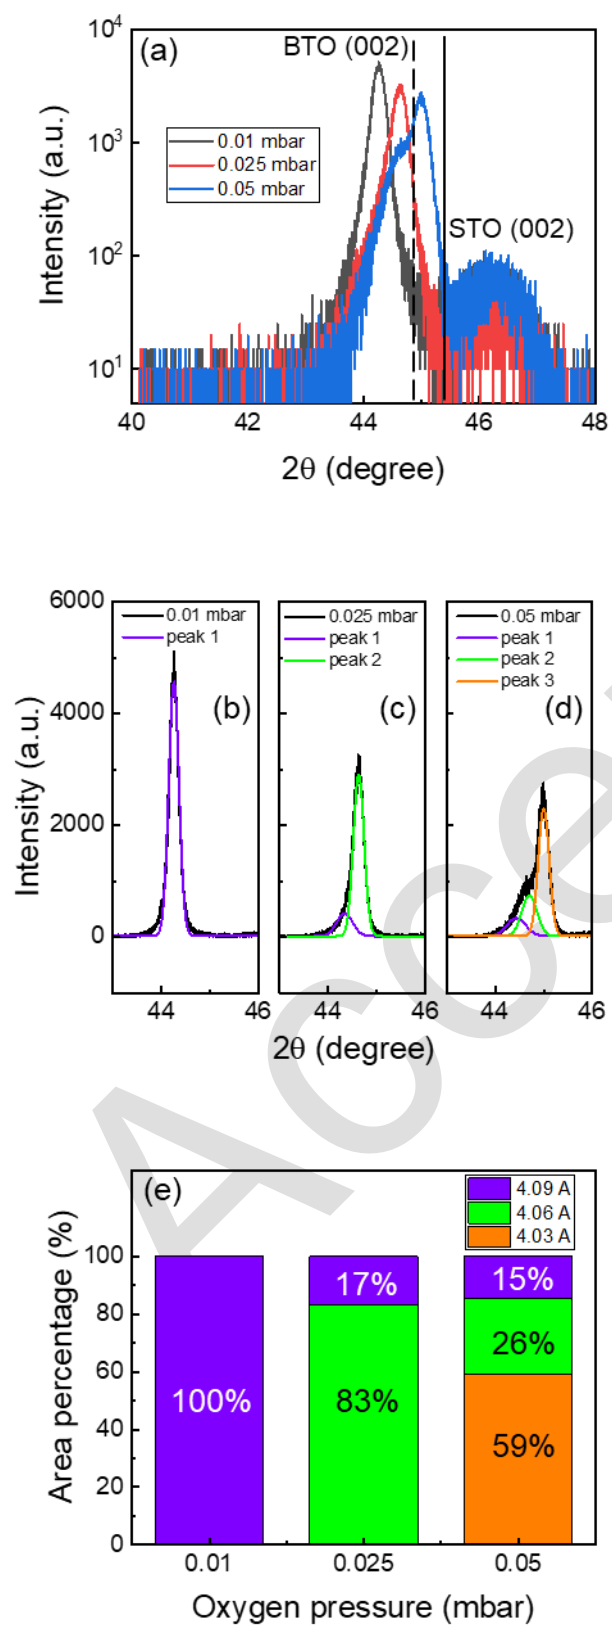 (a)
BTO (002)
STO (002)
0.01 mbar
0.025 mbar
0.05 mbar
10⁴
10³
10²
10¹
Intensity (a.u.)
40 42 44 46 48
2θ (degree)
0.01 mbar
peak 1
(b)
0.025 mbar
peak 1
peak 2
(c)
0.05 mbar
peak 1
peak 2
peak 3
(d)
6000
4000
2000
0
Intensity (a.u.)
44 46 44 46 44 46
2θ (degree)
Acce
(e)
4.09 A
4.06 A
4.03 A
100
80
60
40
20
0
Area percentage (%)
100%
17%
83%
15%
26%
59%
0.01 0.025 0.05
Oxygen pressure (mbar)